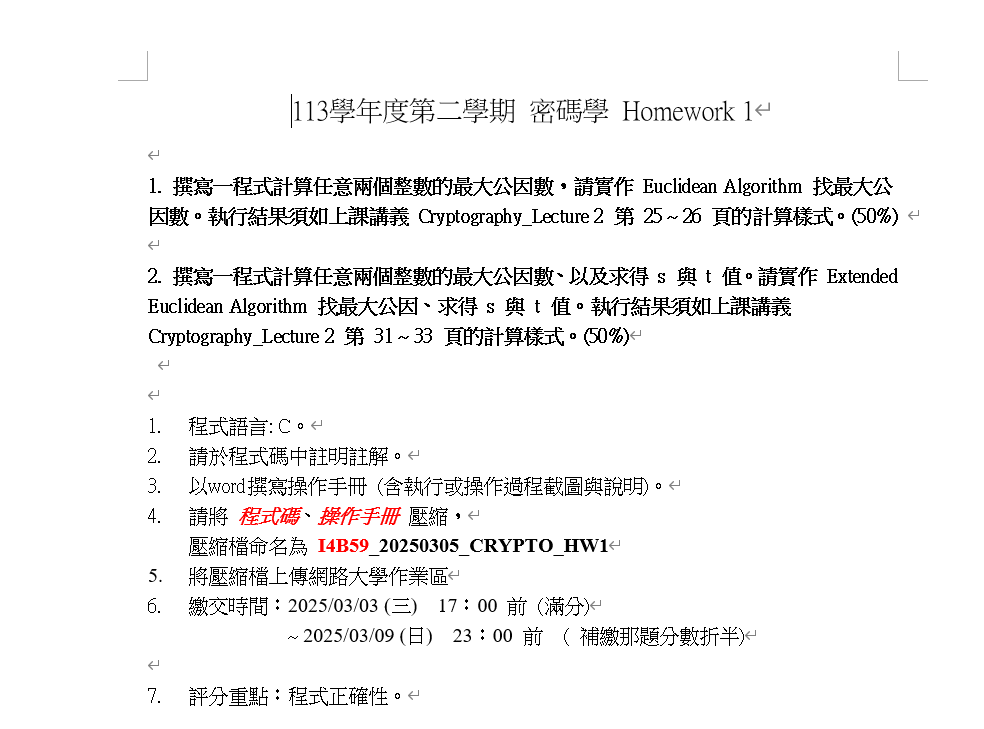 113學年度第二學期 密碼學 Homework 1
1. 撰寫一程式計算任意兩個整數的最大公因數，請實作 Euclidean Algorithm 找最大公
因數。執行結果須如上課講義 Cryptography_Lecture 2 第 25～26 頁的計算樣式。(50%)
2. 撰寫一程式計算任意兩個整數的最大公因數、以及求得 s 與 t 值。請實作 Extended
Euclidean Algorithm 找最大公因、求得 s 與 t 值。執行結果須如上課講義
Cryptography_Lecture 2 第 31～33 頁的計算樣式。(50%)
1. 程式語言: C。
2. 請於程式碼中註明註解。
3. 以word撰寫操作手冊 (含執行或操作過程截圖與說明)。
4. 請將 程式碼、操作手冊 壓縮，
壓縮檔命名為 I4B59_20250305_CRYPTO_HW1
5. 將壓縮檔上傳網路大學作業區
6. 繳交時間：2025/03/03 (三) 17：00 前 (滿分)
~ 2025/03/09 (日) 23：00 前 ( 補繳那題分數折半)
7. 評分重點：程式正確性。